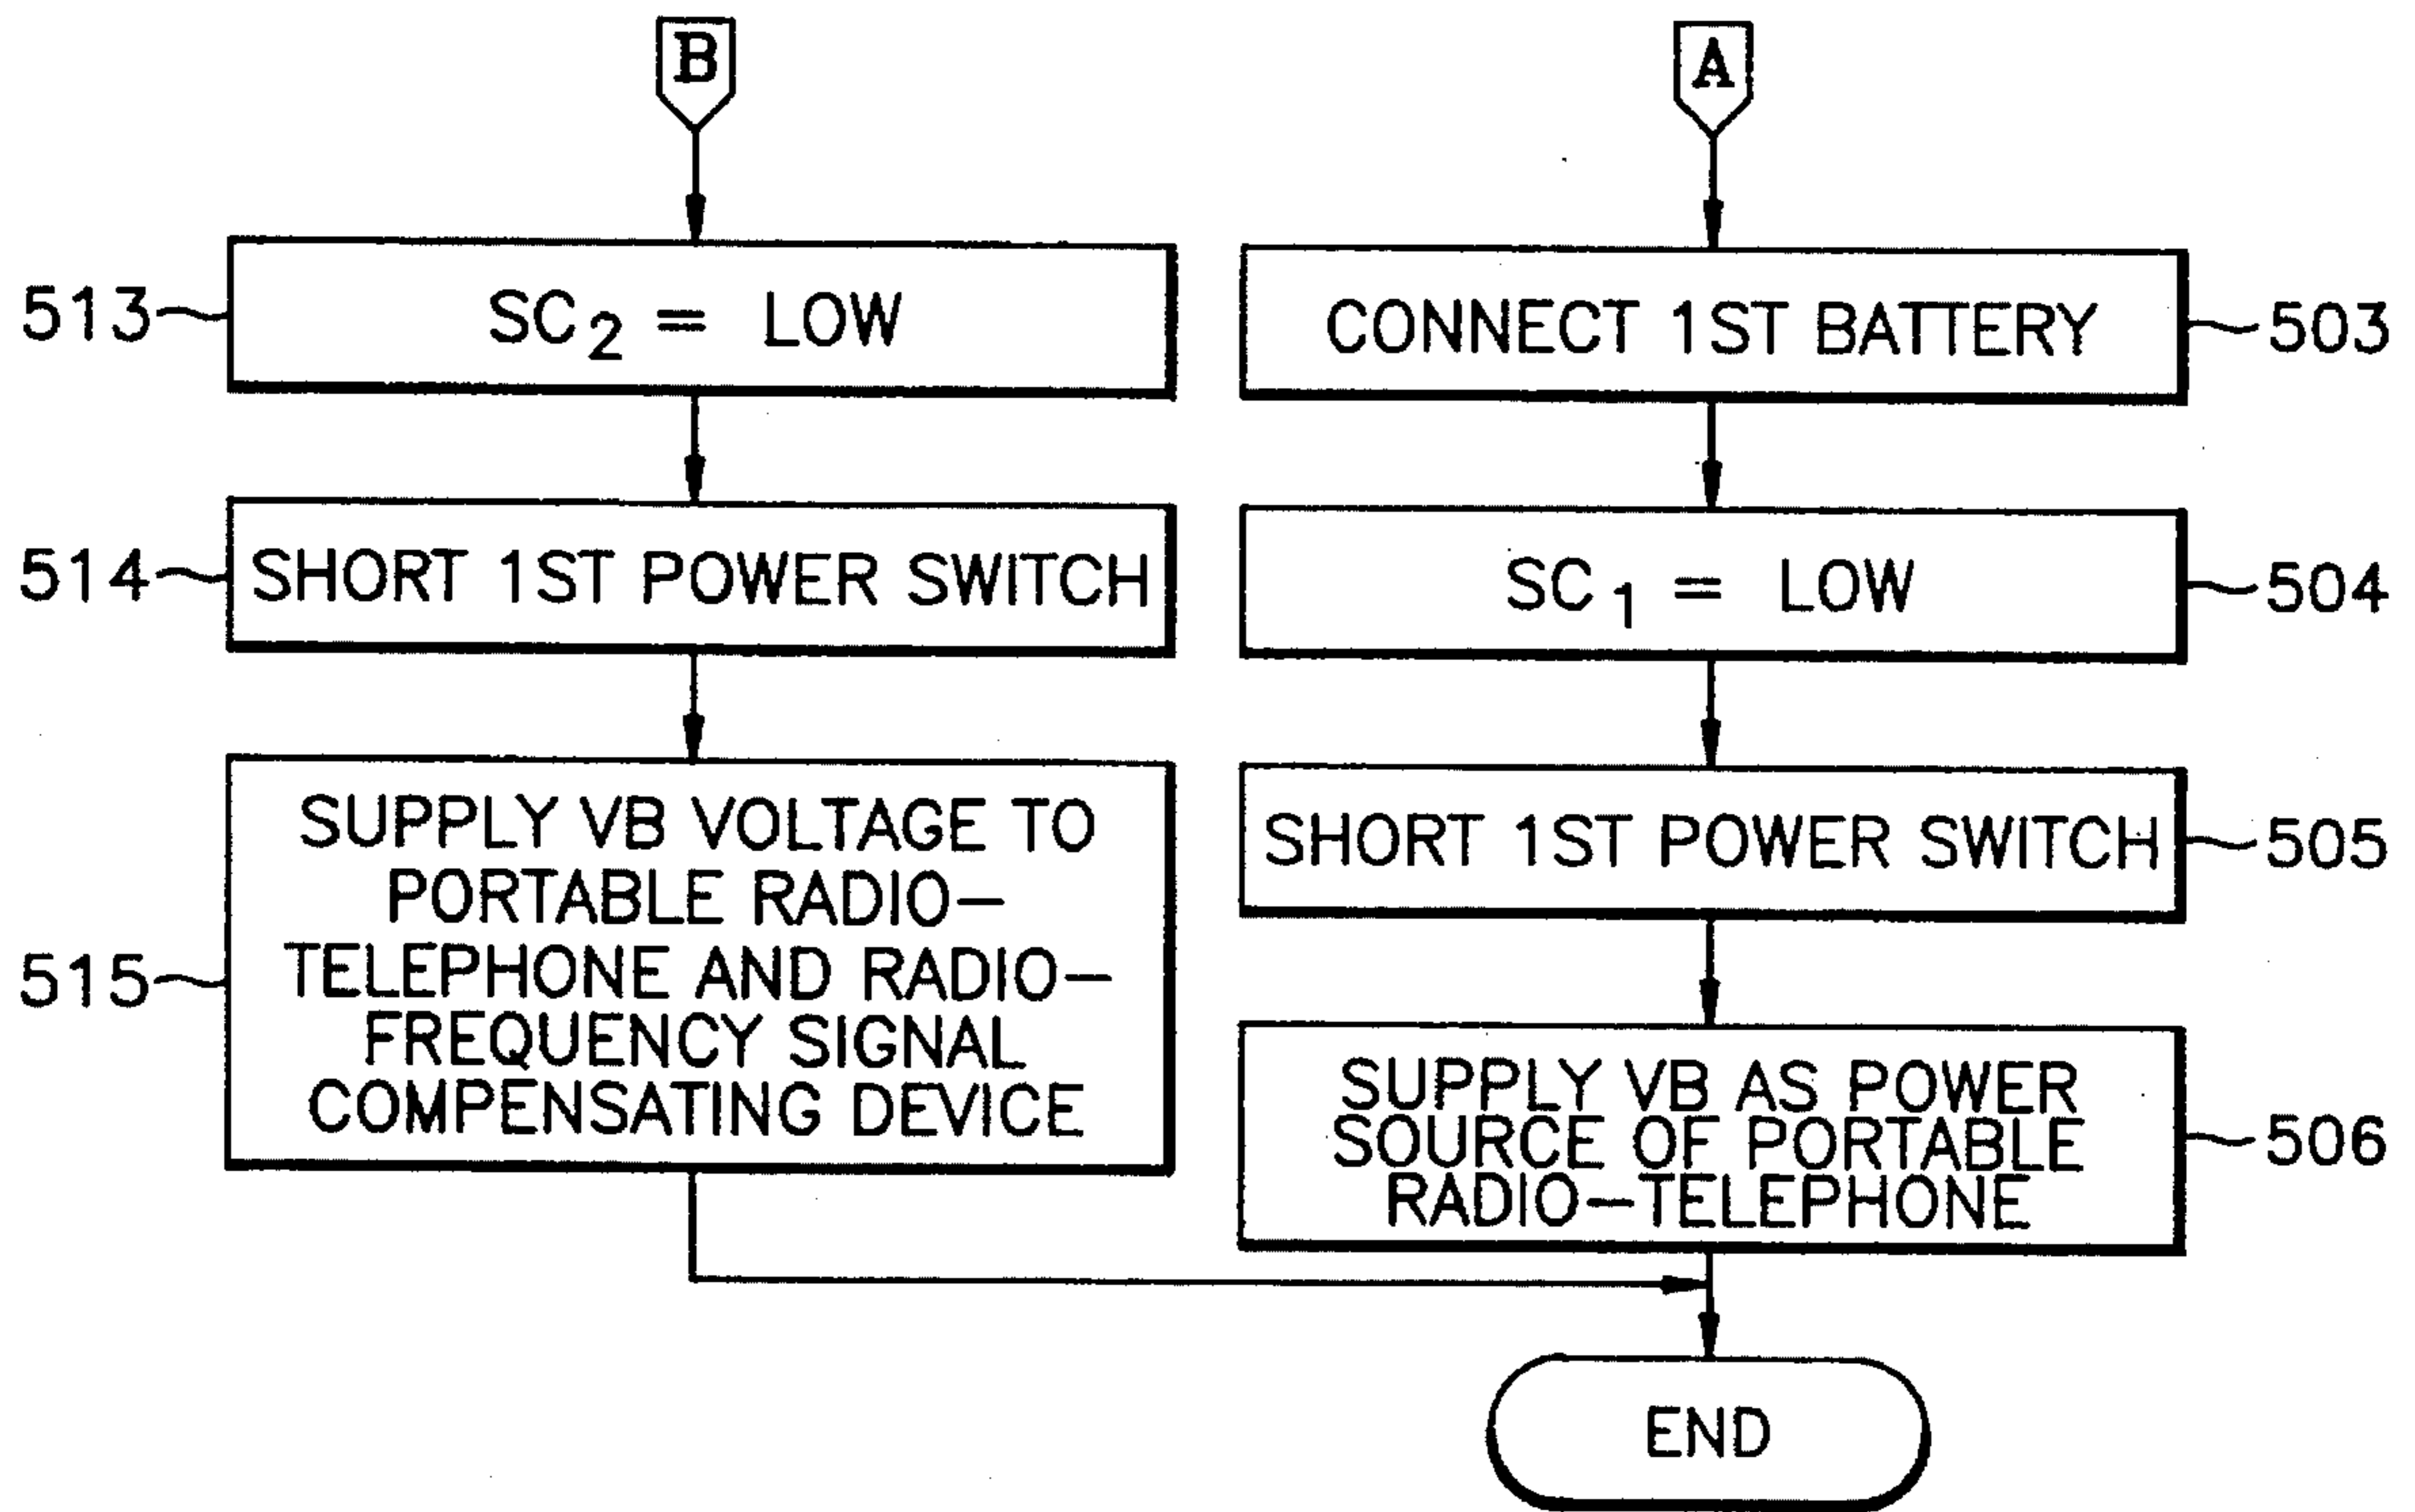 B
513
SC2 = LOW
514
SHORT 1ST POWER SWITCH
515
SUPPLY VB VOLTAGE TO
PORTABLE RADIO-
TELEPHONE AND RADIO-
FREQUENCY SIGNAL
COMPENSATING DEVICE
A
CONNECT 1ST BATTERY
503
SC1 = LOW
504
SHORT 1ST POWER SWITCH
505
SUPPLY VB AS POWER
SOURCE OF PORTABLE
RADIO-TELEPHONE
506
END